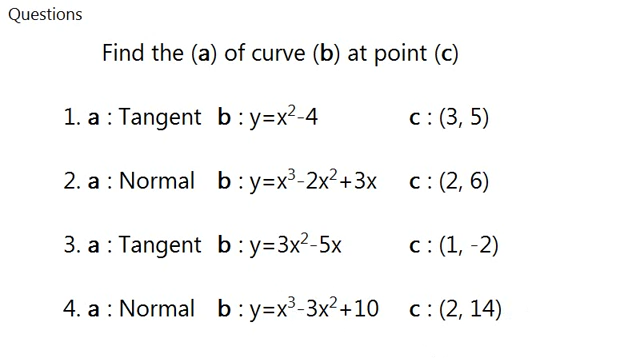 Questions
Find the (a) of curve (b) at point (c)
1. a : Tangent b : y=x²-4 c : (3, 5)
2. a : Normal b : y=x³-2x²+3x c : (2, 6)
3. a : Tangent b : y=3x²-5x c : (1, -2)
4. a : Normal b : y=x³-3x²+10 c : (2, 14)